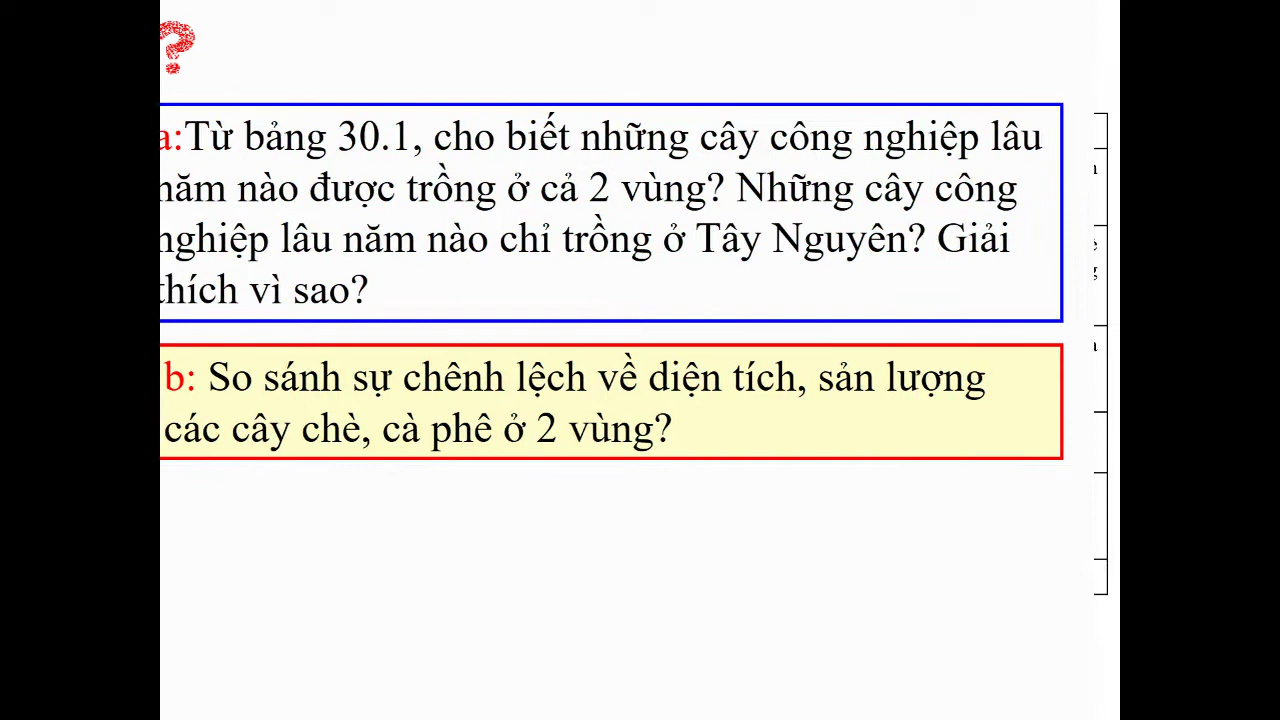 ?
a:Từ bảng 30.1, cho biết những cây công nghiệp lâu
năm nào được trồng ở cả 2 vùng? Những cây công
nghiệp lâu năm nào chỉ trồng ở Tây Nguyên? Giải
thích vì sao?
b: So sánh sự chênh lệch về diện tích, sản lượng
các cây chè, cà phê ở 2 vùng?